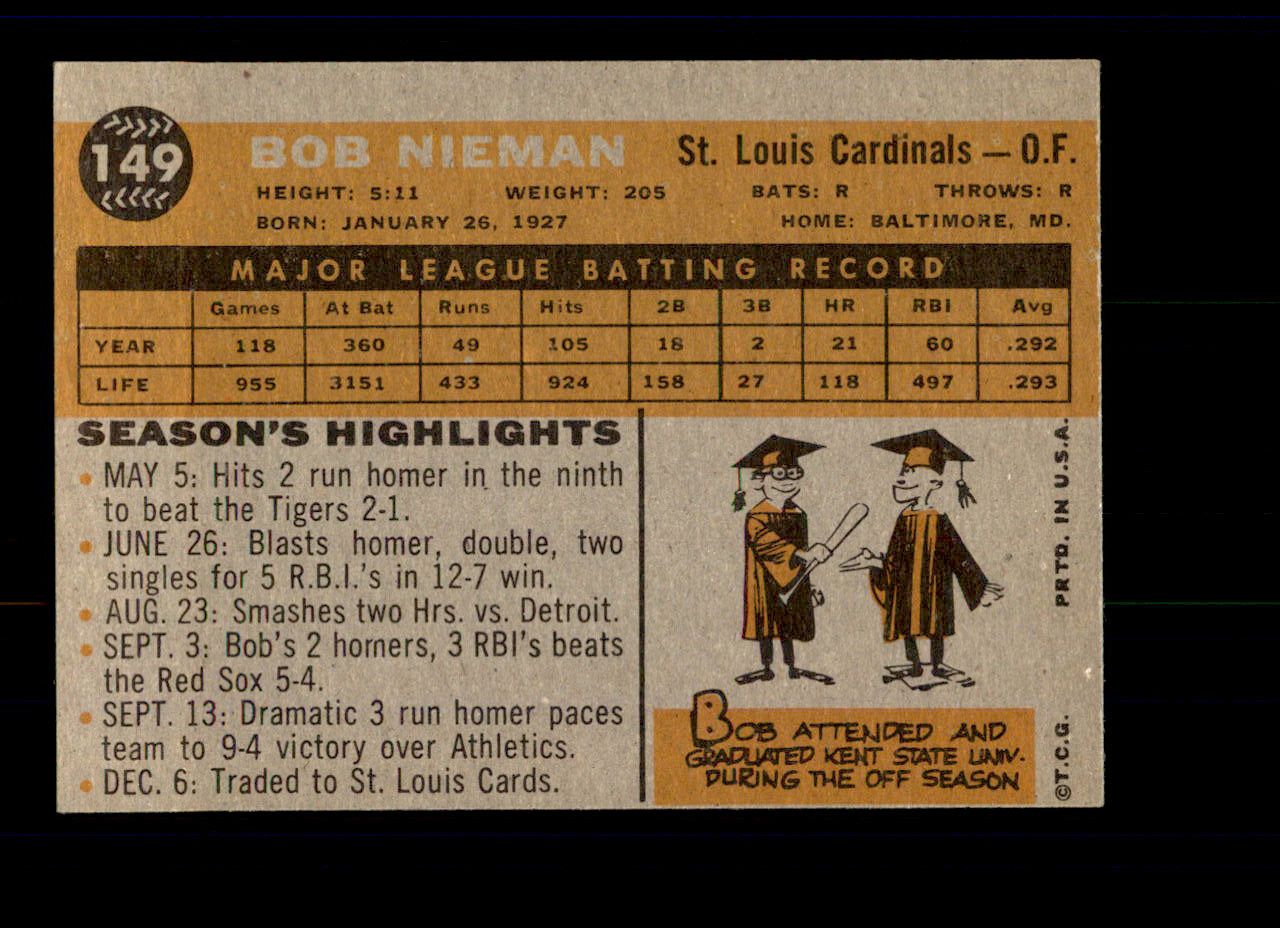 149
BOB NIEMAN St. Louis Cardinals — O.F.
HEIGHT: 5:11 WEIGHT: 205 BATS: R THROWS: R
BORN: JANUARY 26, 1927 HOME: BALTIMORE, MD.
MAJOR LEAGUE BATTING RECORD
Games At Bat Runs Hits 2B 3B HR RBI Avg
YEAR 118 360 49 105 18 2 21 60 .292
LIFE 955 3151 433 924 158 27 118 497 .293
SEASON'S HIGHLIGHTS
• MAY 5: Hits 2 run homer in the ninth
to beat the Tigers 2-1.
• JUNE 26: Blasts homer, double, two
singles for 5 R.B.I.'s in 12-7 win.
• AUG. 23: Smashes two Hrs. vs. Detroit.
• SEPT. 3: Bob's 2 homers, 3 RBI's beats
the Red Sox 5-4.
• SEPT. 13: Dramatic 3 run homer paces
team to 9-4 victory over Athletics.
• DEC. 6: Traded to St. Louis Cards.
BOB ATTENDED AND
GRADUATED KENT STATE UNIV.
DURING THE OFF SEASON
©T.C.G. PRTD. IN U.S.A.